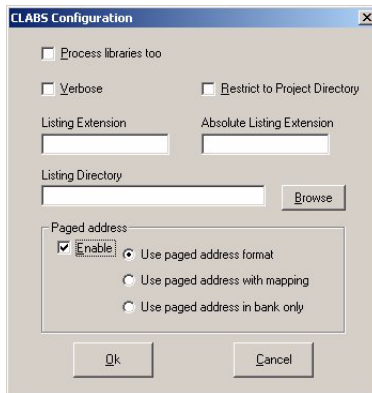 CLABS Configuration
Process libraries too
Verbose
Restrict to Project Directory
Listing Extension
Absolute Listing Extension
Listing Directory
Browse
Paged address
Enable
Use paged address format
Use paged address with mapping
Use paged address in bank only
Ok
Cancel